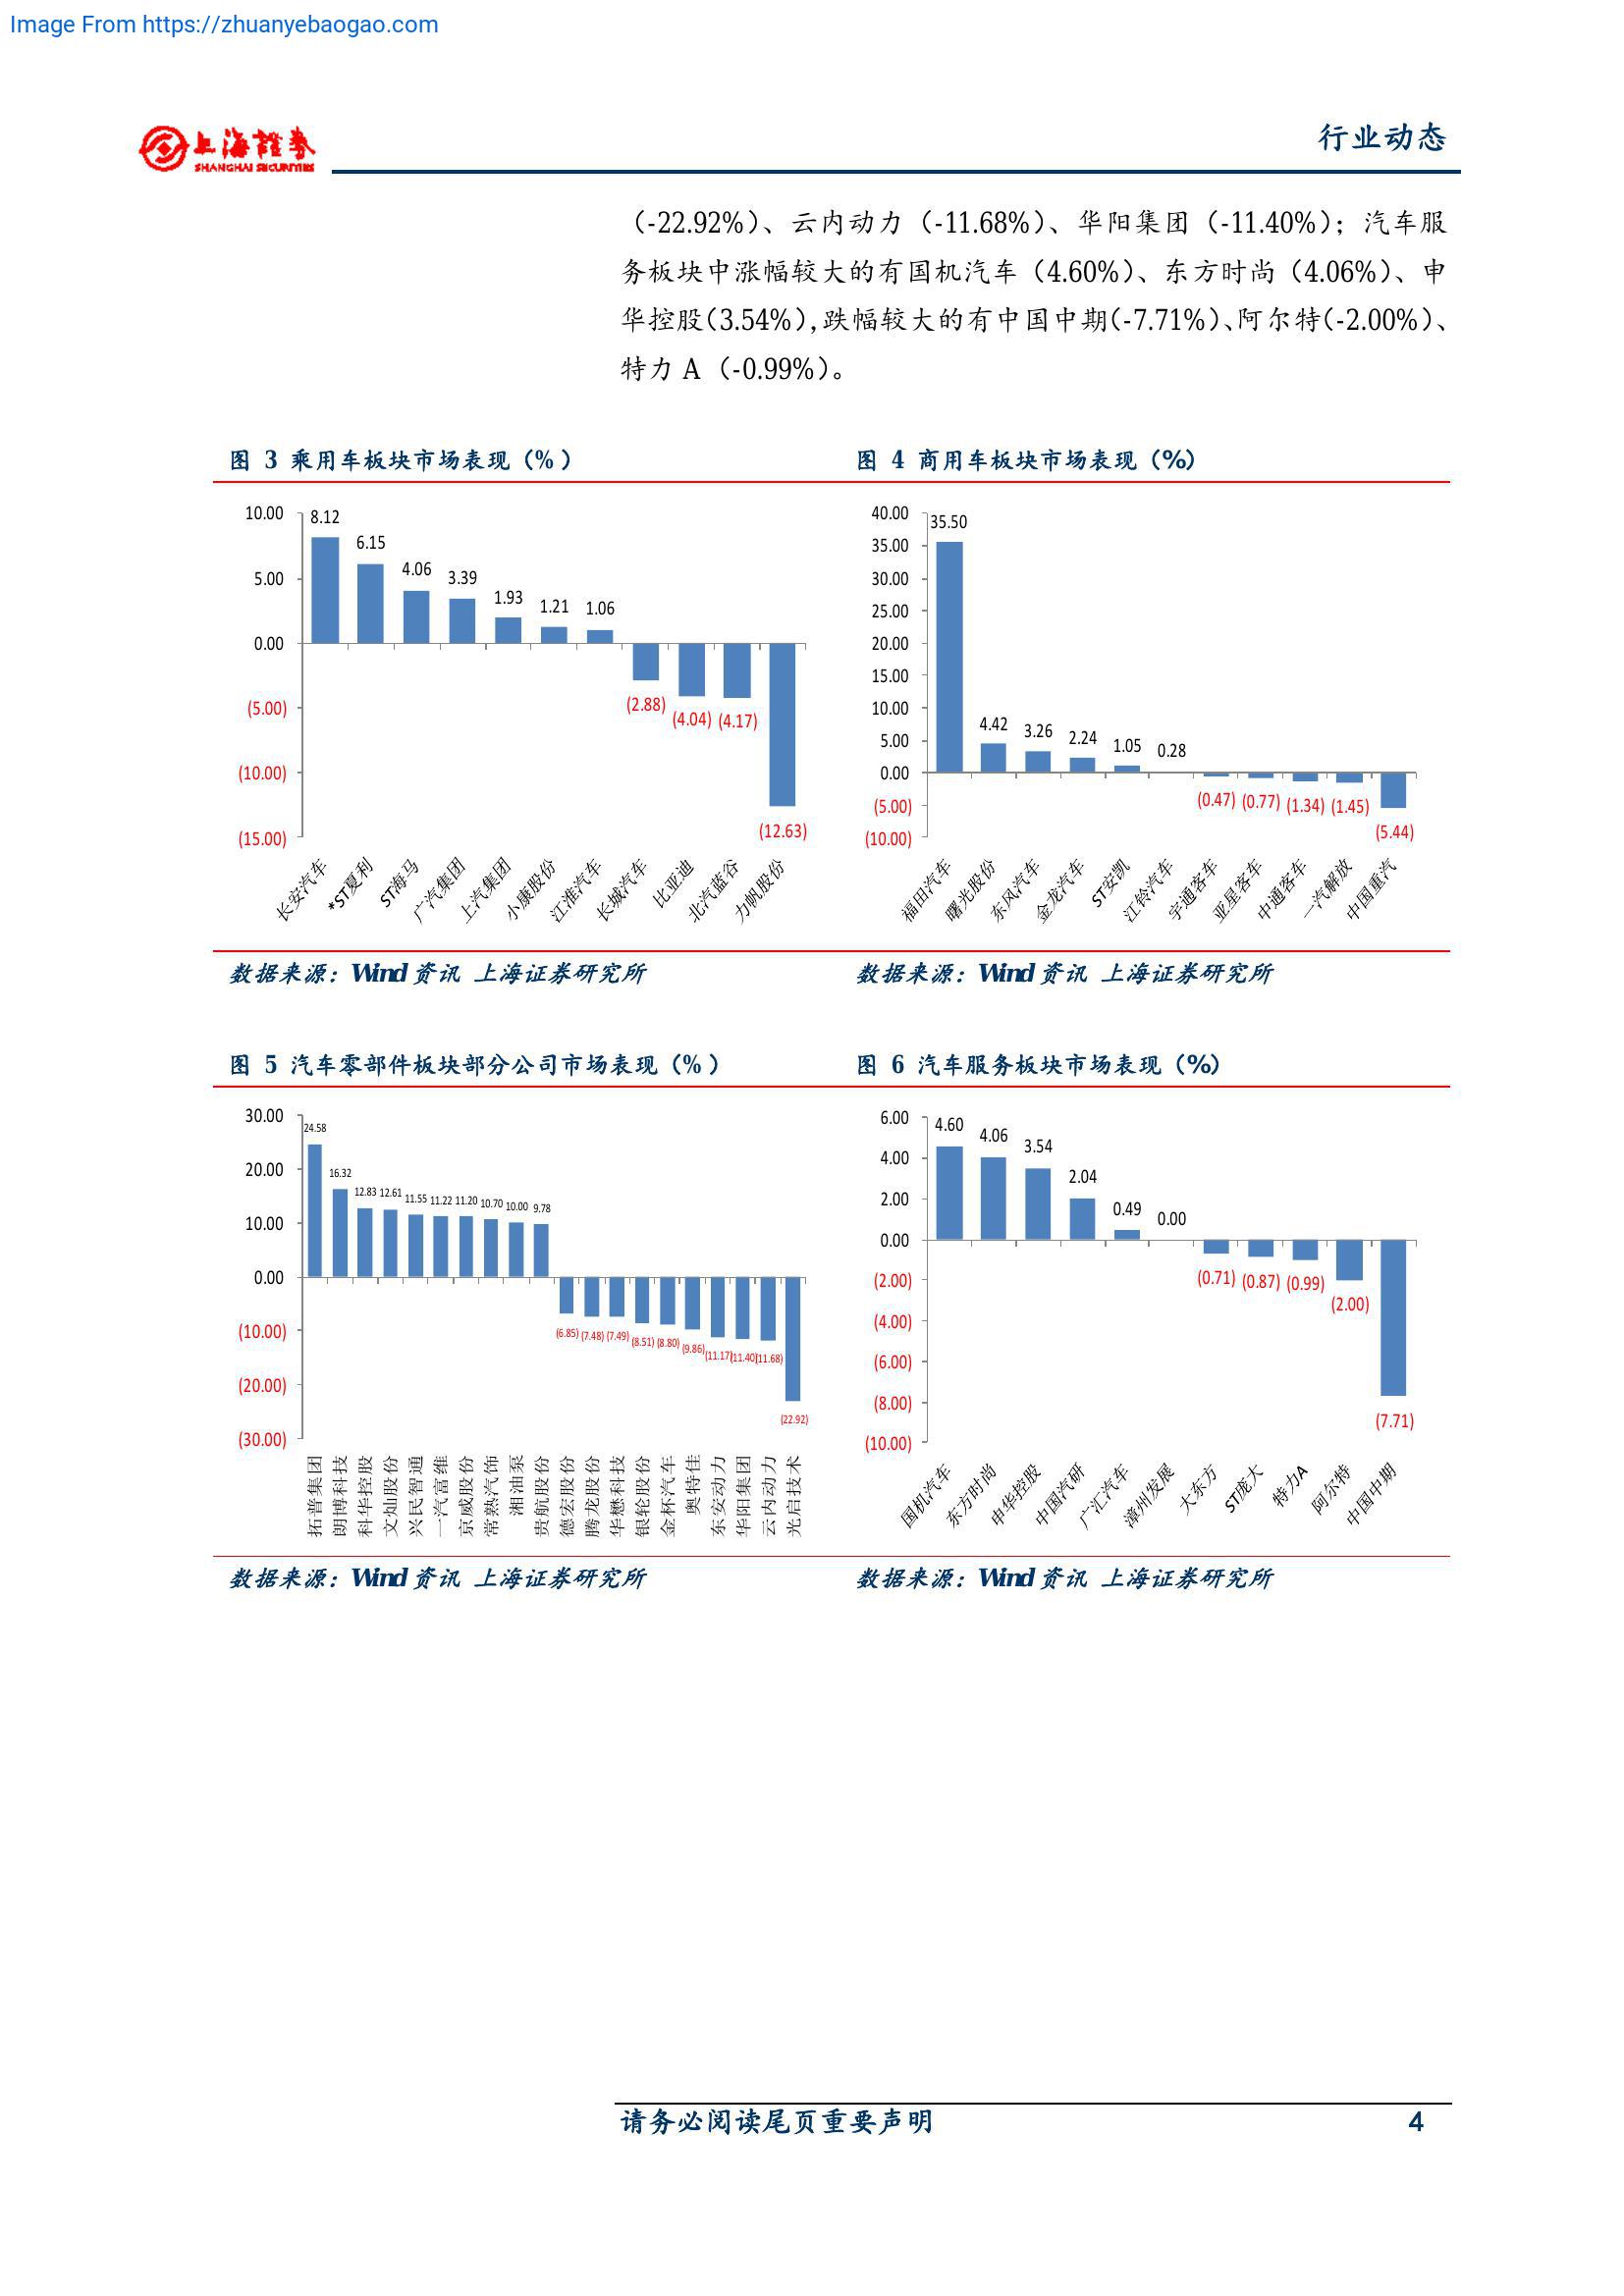 Image From https://zhuanyebaogao.com
上海證券
SHANGHAI SECURITIES
行业动态
（-22.92%）、云内动力（-11.68%）、华阳集团（-11.40%）；汽车服
务板块中涨幅较大的有国机汽车（4.60%）、东方时尚（4.06%）、申
华控股(3.54%),跌幅较大的有中国中期(-7.71%)、阿尔特(-2.00%)、
特力 A（-0.99%）。
图 3 乘用车板块市场表现（%）
10.00
5.00
0.00
(5.00)
(10.00)
(15.00)
8.12
6.15
4.06
3.39
1.93
1.21
1.06
(2.88)
(4.04)
(4.17)
(12.63)
长安汽车
*ST夏利
ST海马
广汽集团
上汽集团
小康股份
江淮汽车
长城汽车
比亚迪
北汽蓝谷
力帆股份
数据来源：Wind 资讯 上海证券研究所
图 4 商用车板块市场表现（%）
40.00
35.00
30.00
25.00
20.00
15.00
10.00
5.00
0.00
(5.00)
(10.00)
35.50
4.42
3.26
2.24
1.05
0.28
(0.47)
(0.77)
(1.34)
(1.45)
(5.44)
福田汽车
曙光股份
东风汽车
金龙汽车
ST安凯
江铃汽车
宇通客车
亚星客车
中通客车
一汽解放
中国重汽
数据来源：Wind 资讯 上海证券研究所
图 5 汽车零部件板块部分公司市场表现（%）
30.00
20.00
10.00
0.00
(10.00)
(20.00)
(30.00)
24.58
16.32
12.83
12.61
11.55
11.22
11.20
10.70
10.00
9.78
(6.85)
(7.48)
(7.49)
(8.51)
(8.80)
(9.86)
(11.17)
(11.40)
(11.68)
(22.92)
拓普集团
朗博科技
科华控股
文灿股份
兴民智通
一汽富维
京威股份
常熟汽饰
湘油泵
贵航股份
德宏股份
腾龙股份
华懋科技
银轮股份
金杯汽车
奥特佳
东安动力
华阳集团
云内动力
光启技术
数据来源：Wind 资讯 上海证券研究所
图 6 汽车服务板块市场表现（%）
6.00
4.00
2.00
0.00
(2.00)
(4.00)
(6.00)
(8.00)
(10.00)
4.60
4.06
3.54
2.04
0.49
0.00
(0.71)
(0.87)
(0.99)
(2.00)
(7.71)
国机汽车
东方时尚
申华控股
中国汽研
广汇汽车
漳州发展
大东方
ST庞大
特力A
阿尔特
中国中期
数据来源：Wind 资讯 上海证券研究所
请务必阅读尾页重要声明
4